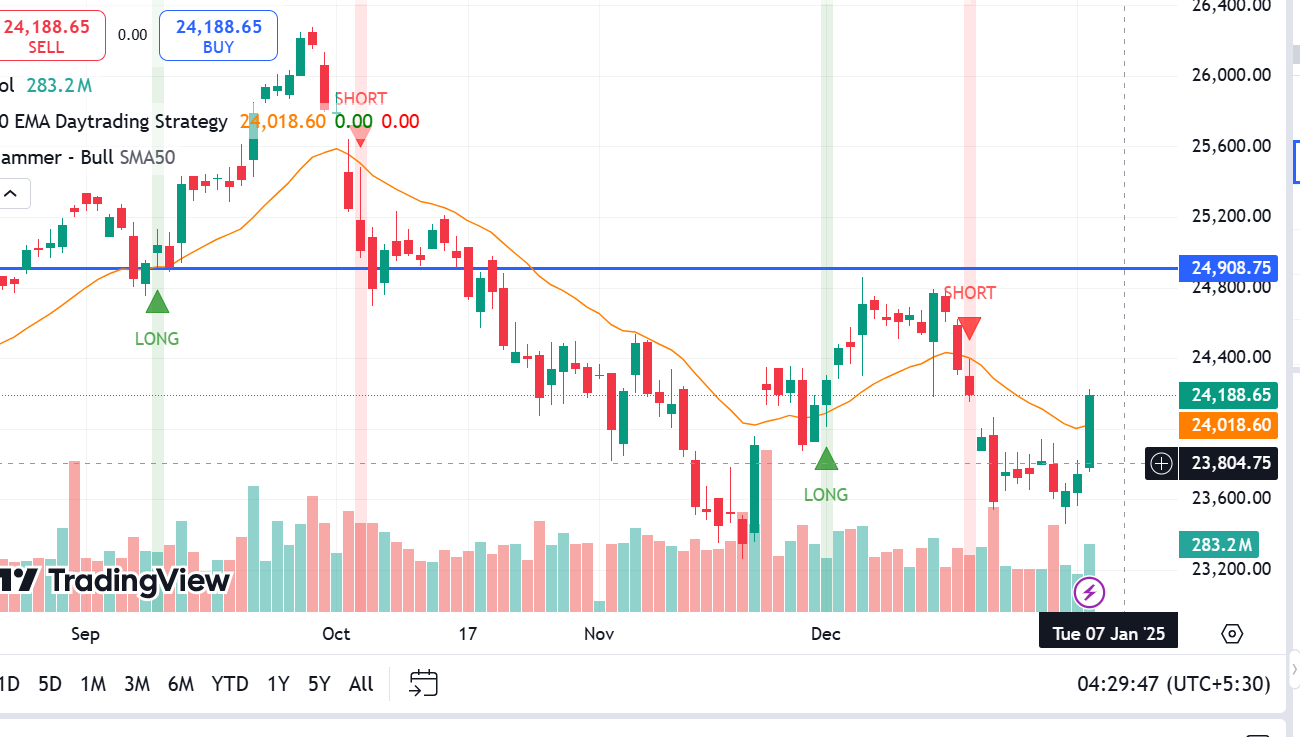 24,188.65
SELL
0.00
24,188.65
BUY
ol 283.2 M
0 EMA Daytrading Strategy 24,018.60 0.00 0.00
ammer - Bull SMA50
SHORT
LONG
SHORT
LONG
26,400.00
26,000.00
25,600.00
25,200.00
24,908.75
24,800.00
24,400.00
24,188.65
24,018.60
23,804.75
23,600.00
283.2 M
23,200.00
TradingView
Sep Oct 17 Nov Dec Tue 07 Jan '25
1D 5D 1M 3M 6M YTD 1Y 5Y All
04:29:47 (UTC+5:30)